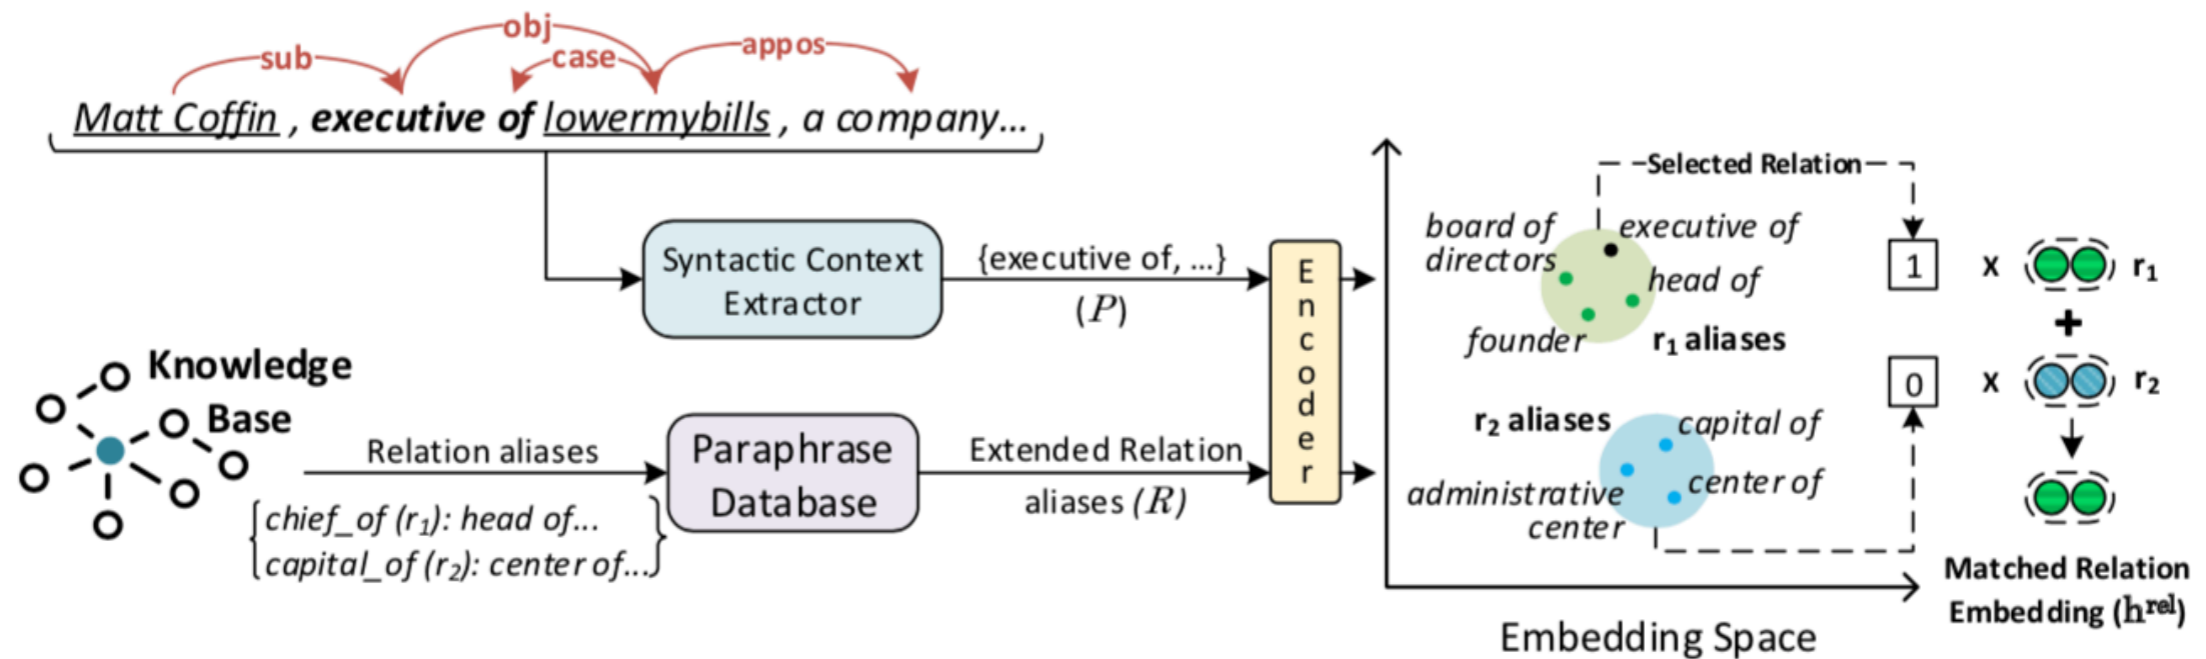 obj
sub
case
appos
Matt Coffin , executive of lowermybills , a company...
Syntactic Context
Extractor
{executive of, ...}
(P)
Knowledge
Base
Relation aliases
chief_of (r1): head of...
capital_of (r2): center of...
Paraphrase
Database
Extended Relation
aliases (R)
Encoder
Selected Relation
board of
directors
executive of
head of
founder
r1 aliases
r2 aliases
capital of
center of
administrative
center
Embedding Space
1 x r1
+
0 x r2
Matched Relation
Embedding (h^rel)